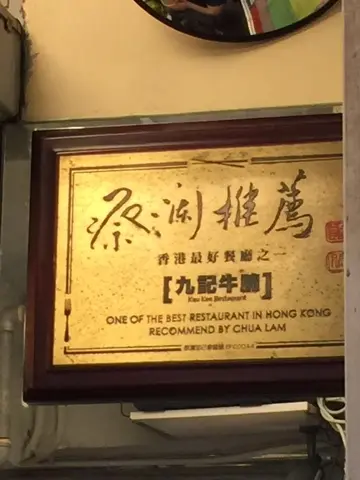 蔡瀾推薦
香港最好餐廳之一
[九記牛腩]
Kau Kee Restaurant
ONE OF THE BEST RESTAURANT IN HONG KONG
RECOMMEND BY CHUA LAM